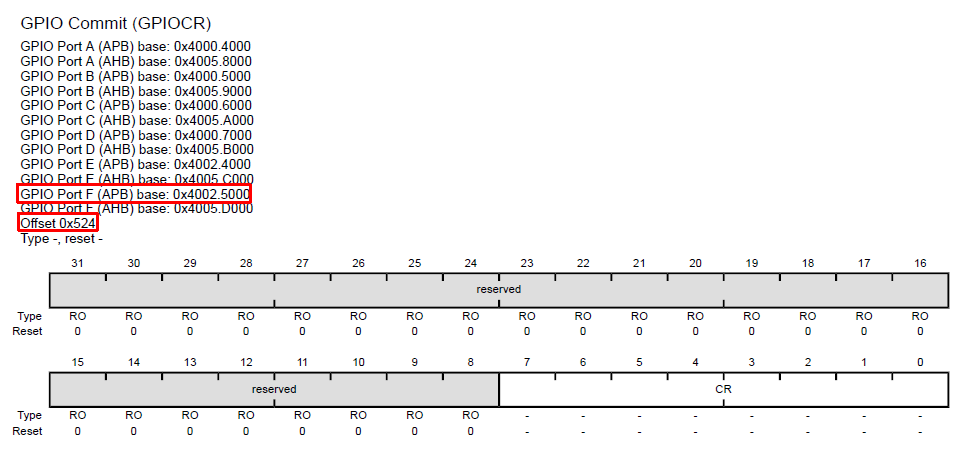 GPIO Commit (GPIOCR)
GPIO Port A (APB) base: 0x4000.4000
GPIO Port A (AHB) base: 0x4005.8000
GPIO Port B (APB) base: 0x4000.5000
GPIO Port B (AHB) base: 0x4005.9000
GPIO Port C (APB) base: 0x4000.6000
GPIO Port C (AHB) base: 0x4005.A000
GPIO Port D (APB) base: 0x4000.7000
GPIO Port D (AHB) base: 0x4005.B000
GPIO Port E (APB) base: 0x4002.4000
GPIO Port E (AHB) base: 0x4005.C000
GPIO Port F (APB) base: 0x4002.5000
GPIO Port F (AHB) base: 0x4005.D000
Offset 0x524
Type -, reset -
31 30 29 28 27 26 25 24 23 22 21 20 19 18 17 16
reserved
Type RO RO RO RO RO RO RO RO RO RO RO RO RO RO RO RO
Reset 0 0 0 0 0 0 0 0 0 0 0 0 0 0 0 0
15 14 13 12 11 10 9 8 7 6 5 4 3 2 1 0
reserved CR
Type RO RO RO RO RO RO RO RO - - - - - - - -
Reset 0 0 0 0 0 0 0 0 - - - - - - - -